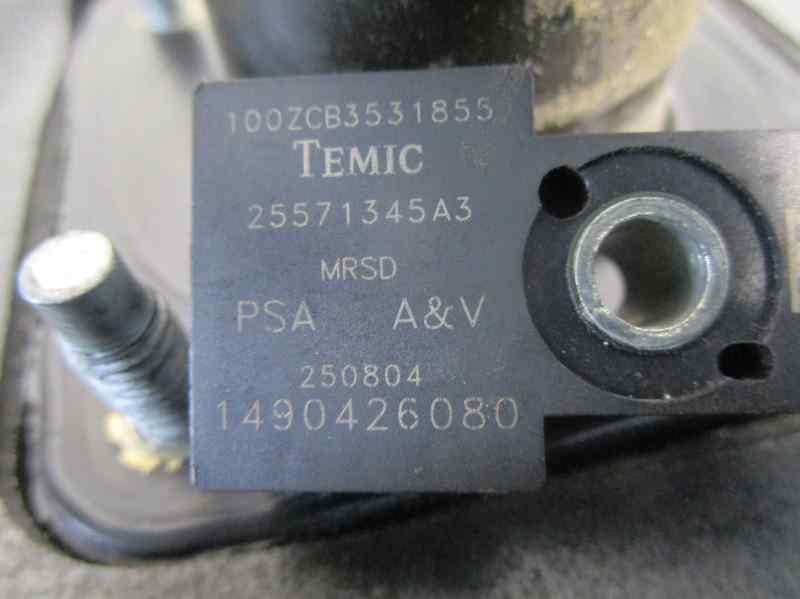 100ZCB3531855
TEMIC
25571345A3
MRSD
PSA A&V
250804
1490426080